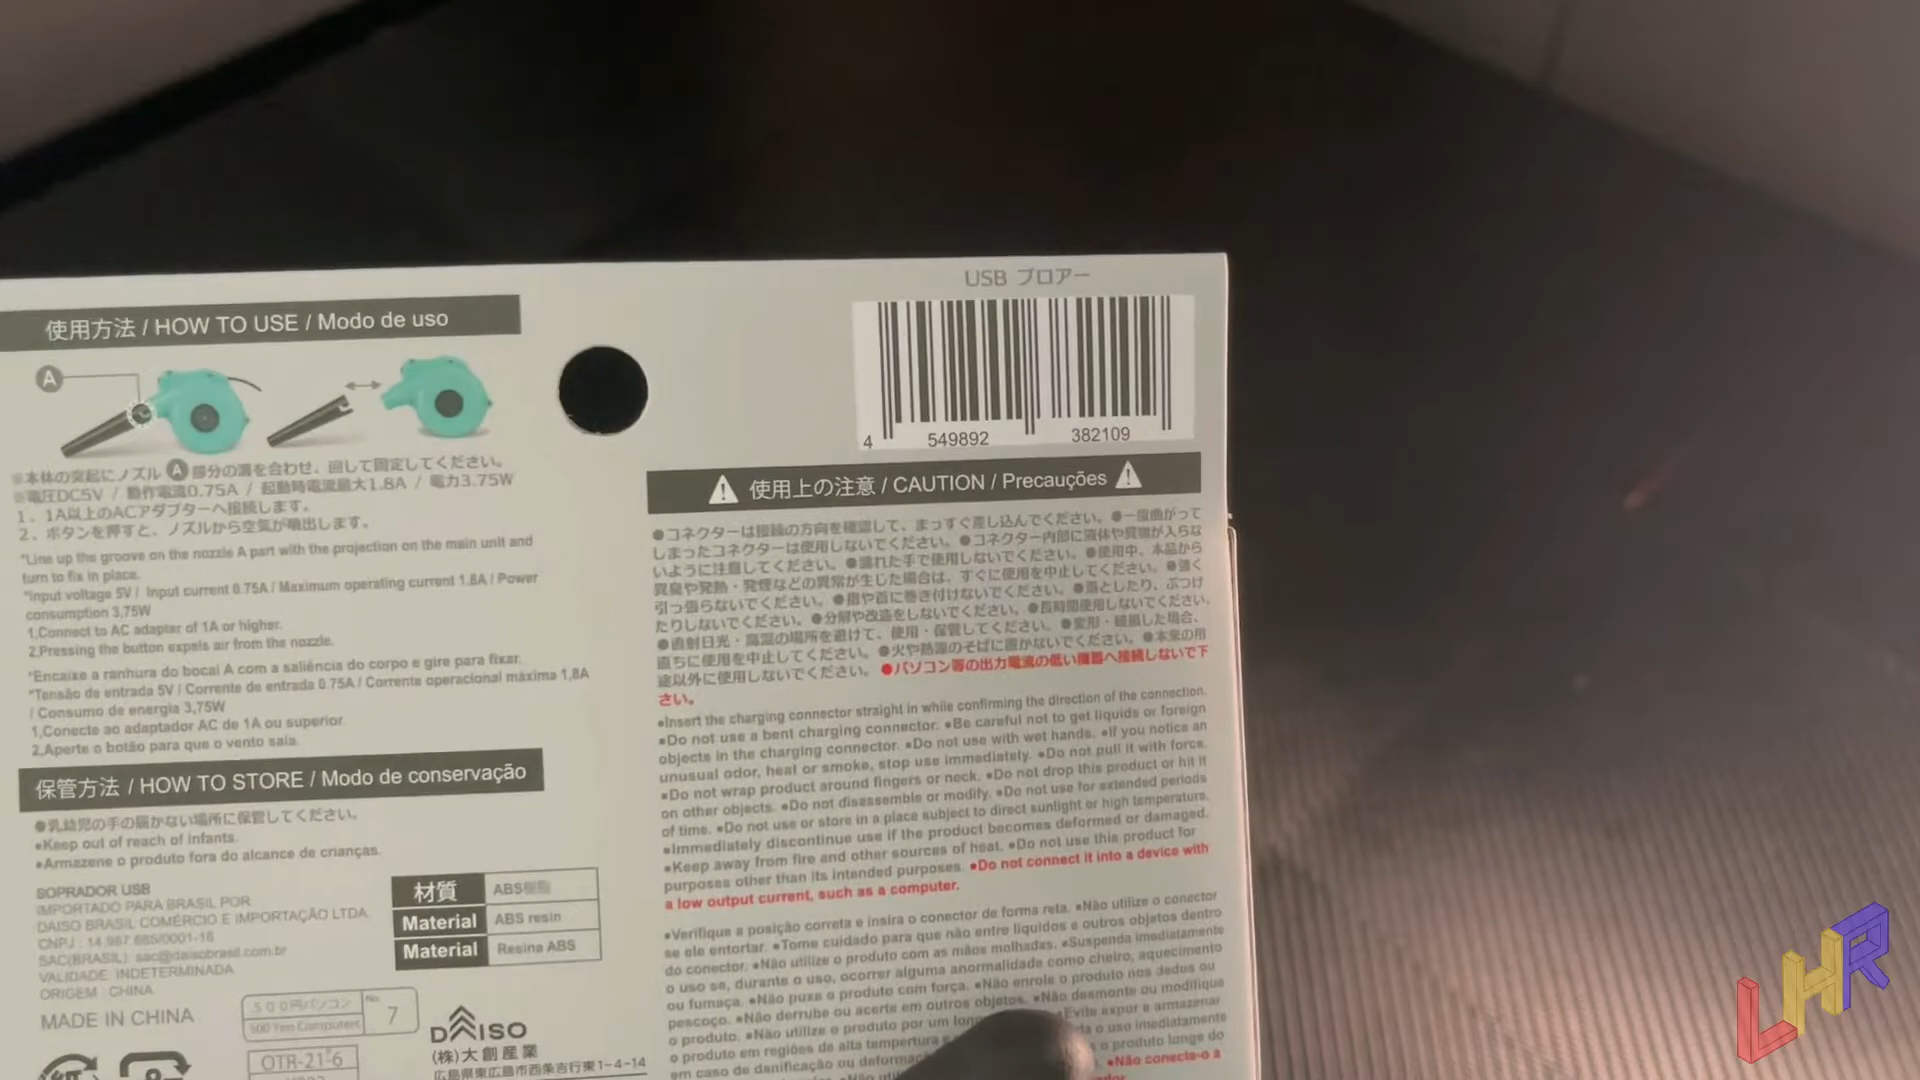 使用方法 / HOW TO USE / Modo de uso
A
※本体の突起にノズル A 部分の溝を合わせ、回して固定してください。
※電圧DC5V / 動作電流0.75A / 起動時電流最大1.8A / 電力3.75W
1、1A以上のACアダプターへ接続します。
2、ボタンを押すと、ノズルから空気が噴出します。
*Line up the groove on the nozzle A part with the projection on the main unit and
turn to fix in place.
*Input voltage 5V / Input current 0.75A / Maximum operating current 1.8A / Power
consumption 3,75W
1.Connect to AC adapter of 1A or higher.
2.Pressing the button expels air from the nozzle.
*Encaixe a ranhura do bocal A com a saliência do corpo e gire para fixar.
*Tensão de entrada 5V / Corrente de entrada 0.75A / Corrente operacional máxima 1,8A
/ Consumo de energia 3,75W
1,Conecte ao adaptador AC de 1A ou superior.
2,Aperte o botão para que o vento saia.
保管方法 / HOW TO STORE / Modo de conservação
●乳幼児の手の届かない場所に保管してください。
●Keep out of reach of infants.
●Armazene o produto fora do alcance de crianças.
SOPRADOR USB
IMPORTADO PARA BRASIL POR
DAISO BRASIL COMÉRCIO E IMPORTAÇÃO LTDA
CNPJ : 14.967.685/0001-16
SAC(BRASIL): sac@daisobrasil.com.br
VALIDADE: INDETERMINADA
ORIGEM : CHINA
MADE IN CHINA
材質 ABS樹脂
Material ABS resin
Material Resina ABS
500円パソコン No
500 Yen Computers 7
OTR-21-6
DAISO
(株)大創産業
広島県東広島市西条吉行東1-4-14
USB ブロアー
4 549892 382109
使用上の注意 / CAUTION / Precauções
●コネクターは接続の方向を確認して、まっすぐ差し込んでください。●一度曲がって
しまったコネクターは使用しないでください。●コネクター内部に液体や異物が入らな
いように注意してください。●濡れた手で使用しないでください。●使用中、本品から
異臭や発熱・発煙などの異常が生じた場合は、すぐに使用を中止してください。●強く
引っ張らないでください。●指や首に巻き付けないでください。●落としたり、ぶつけ
たりしないでください。●分解や改造をしないでください。●長時間使用しないでください。
●直射日光・高温の場所を避けて、使用・保管してください。●変形・破損した場合、
直ちに使用を中止してください。●火や熱源のそばに置かないでください。●本来の用
途以外に使用しないでください。●パソコン等の出力電流の低い機器へ接続しないで下
さい。
●Insert the charging connector straight in while confirming the direction of the connection.
●Do not use a bent charging connector. ●Be careful not to get liquids or foreign
objects in the charging connector. ●Do not use with wet hands. ●If you notice an
unusual odor, heat or smoke, stop use immediately. ●Do not pull it with force.
●Do not wrap product around fingers or neck. ●Do not drop this product or hit it
on other objects. ●Do not disassemble or modify. ●Do not use for extended periods
of time. ●Do not use or store in a place subject to direct sunlight or high temperature.
●Immediately discontinue use if the product becomes deformed or damaged.
●Keep away from fire and other sources of heat. ●Do not use this product for
purposes other than its intended purposes. ●Do not connect it into a device with
a low output current, such as a computer.
●Verifique a posição correta e insira o conector de forma reta. ●Não utilize o conector
se ele entortar. ●Tome cuidado para que não entre líquidos e outros objetos dentro
do conector. ●Não utilize o produto com as mãos molhadas. ●Suspenda imediatamente
o uso se, durante o uso, ocorrer alguma anormalidade como cheiro, aquecimento
ou fumaça. ●Não puxe o produto com força. ●Não enrole o produto nos dedos ou
pescoço. ●Não derrube ou acerte em outros objetos. ●Não desmonte ou modifique
o produto. ●Não utilize o produto por um long ●Evite expor e armazenar
o produto em regiões de alta temperatura e o uso imediatamente
em caso de danificação ou deformaç o produto longe do
●Não conecte-o a
LHR